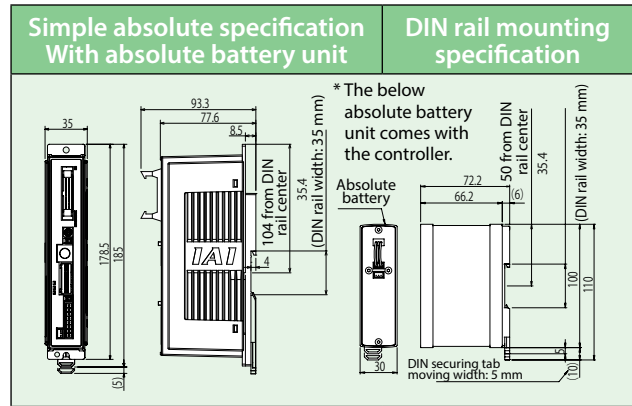 Simple absolute specification
With absolute battery unit
DIN rail mounting
specification
93.3
77.6
8.5
35
178.5
185
(5)
104 from DIN
rail center
35.4
(DIN rail width: 35 mm)
4
IAI
* The below
absolute battery
unit comes with
the controller.
Absolute
battery
30
72.2
66.2
(6)
50 from DIN
rail center
35.4
(DIN rail width: 35 mm)
100
110
5
(10)
DIN securing tab
moving width: 5 mm